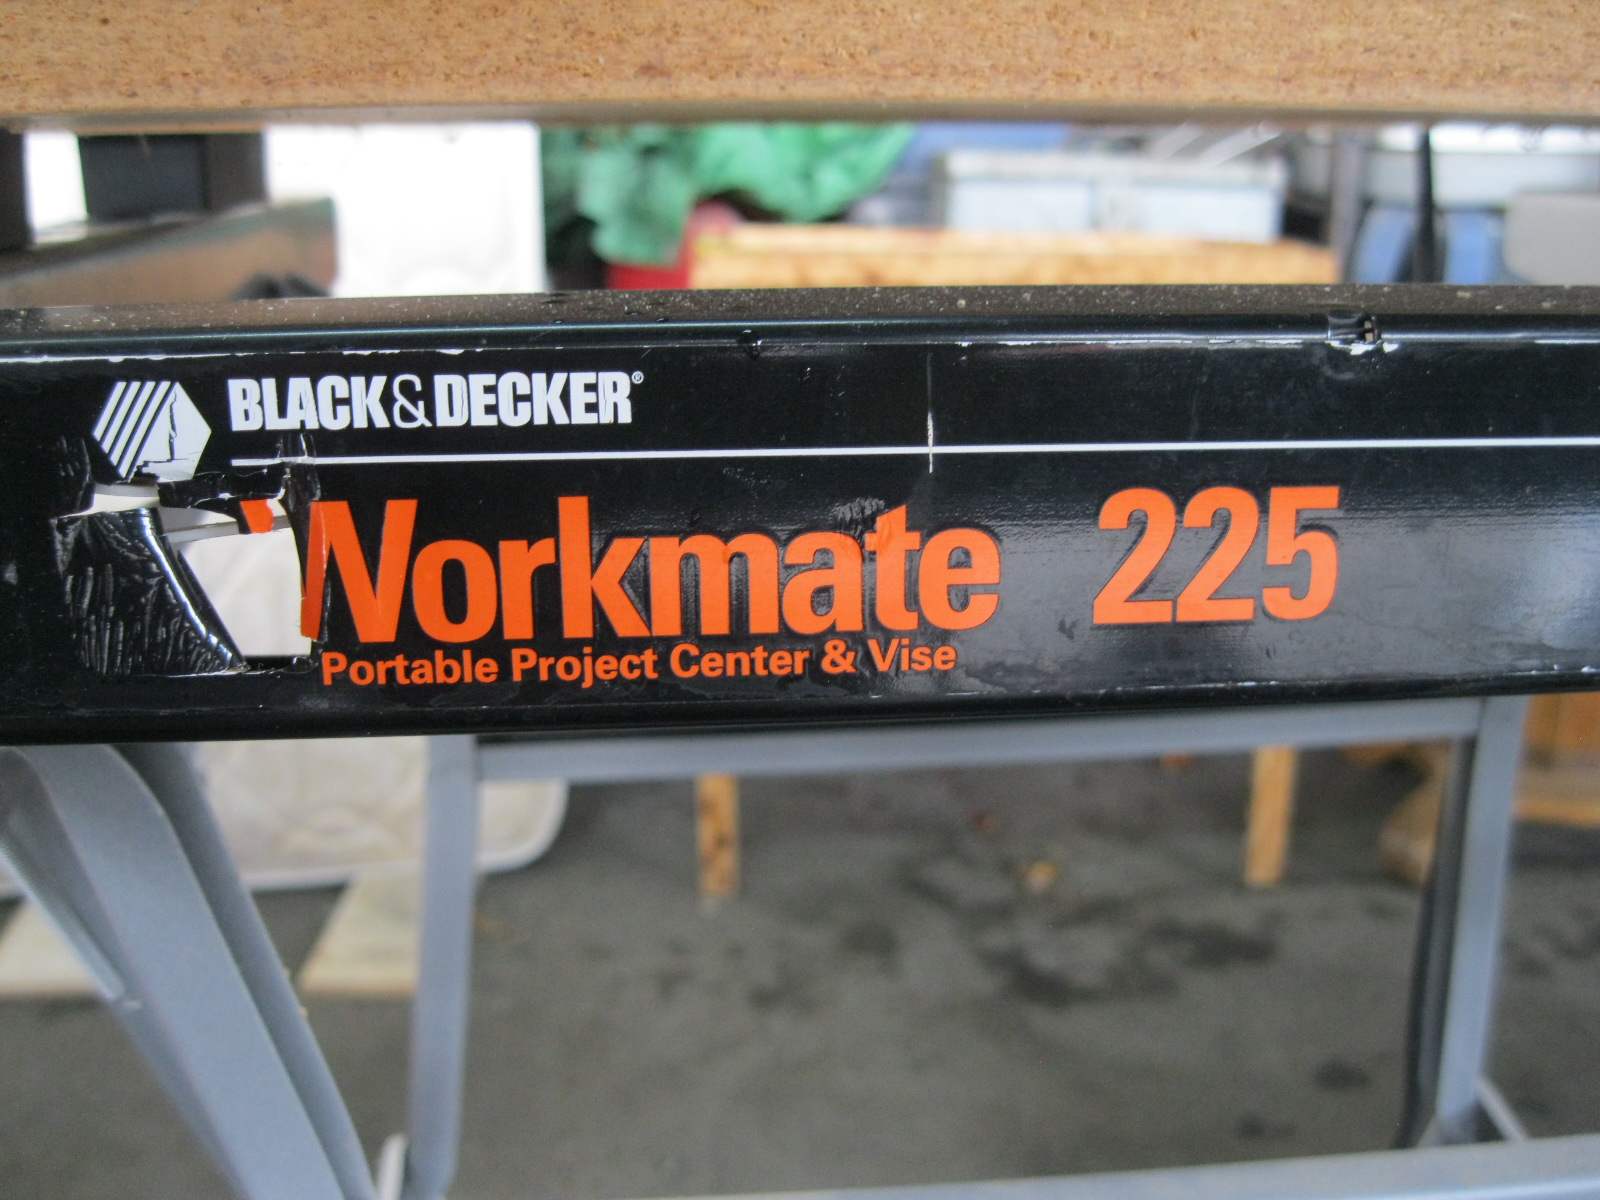 BLACK&DECKER®
Workmate 225
Portable Project Center & Vise